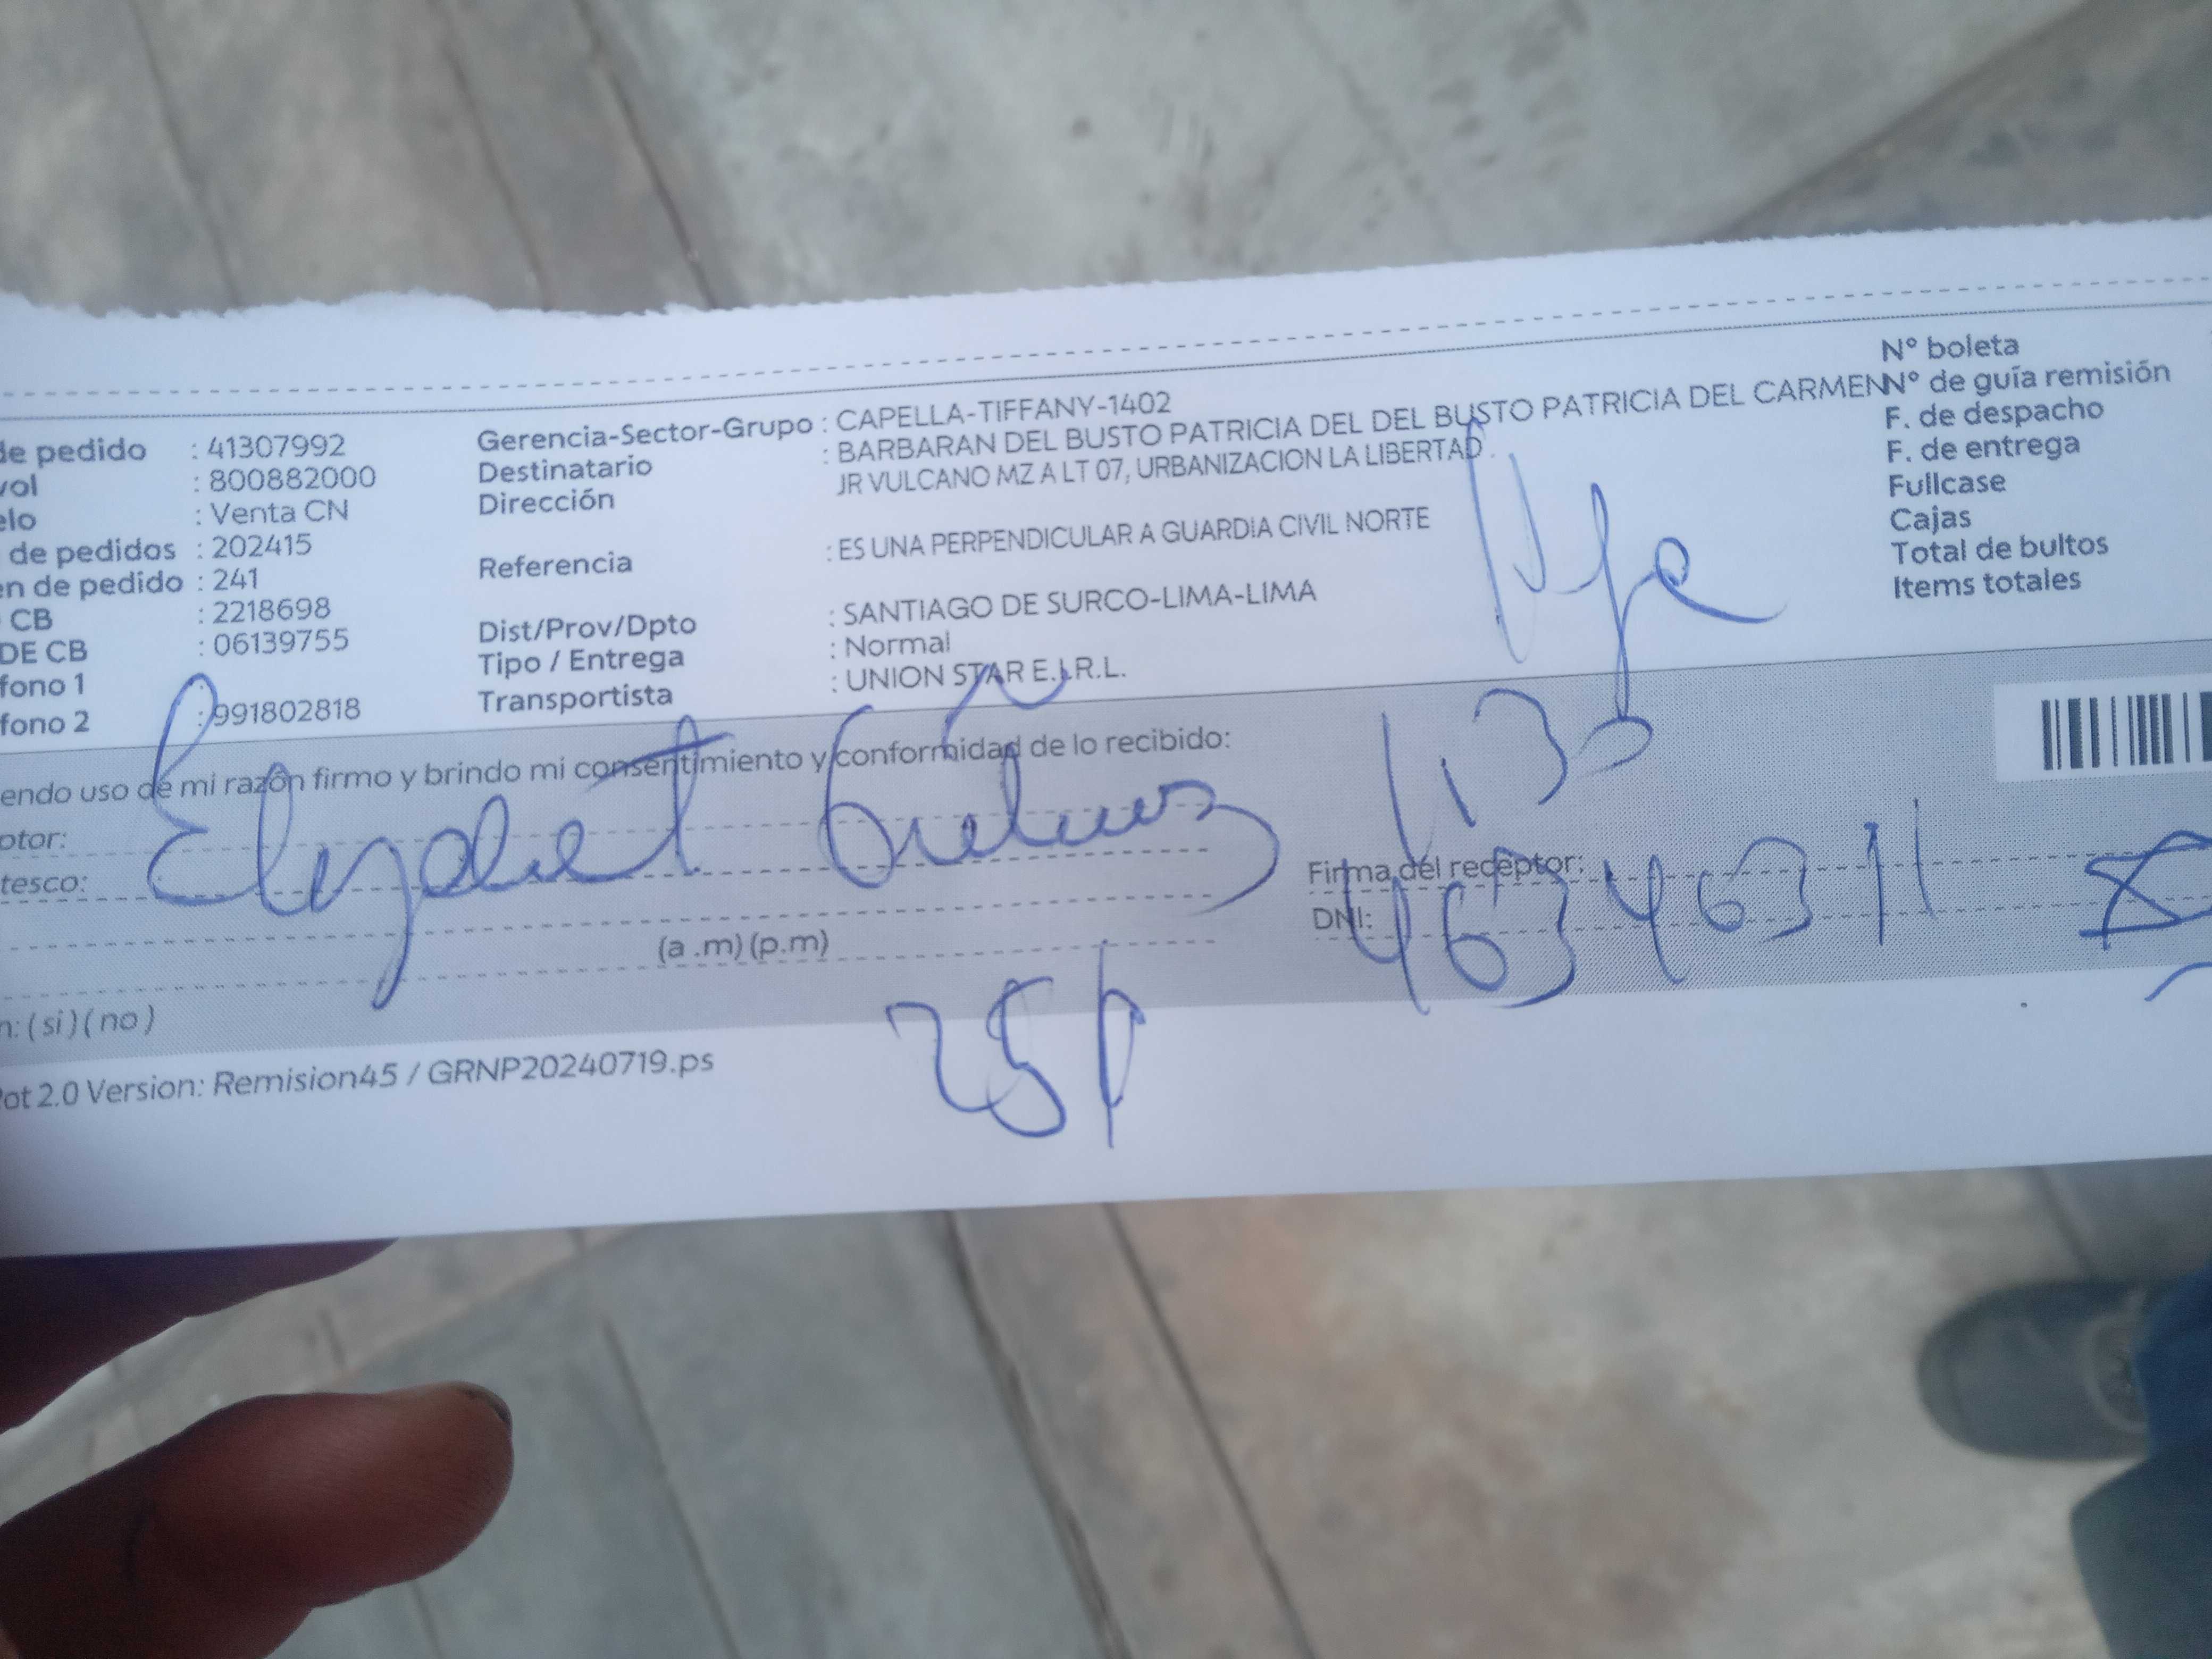 de pedido : 41307992
vol : 800882000
elo : Venta CN
de pedidos : 202415
en de pedido : 241
CB : 2218698
DE CB : 06139755
fono 1
fono 2 : 991802818
Gerencia-Sector-Grupo : CAPELLA-TIFFANY-1402
Destinatario : BARBARAN DEL BUSTO PATRICIA DEL DEL BUSTO PATRICIA DEL CARMEN
Dirección JR VULCANO MZ A LT 07, URBANIZACION LA LIBERTAD
Referencia : ES UNA PERPENDICULAR A GUARDIA CIVIL NORTE
Dist/Prov/Dpto : SANTIAGO DE SURCO-LIMA-LIMA
Tipo / Entrega : Normal
Transportista : UNION STAR E.I.R.L.
N° boleta
N° de guía remisión
F. de despacho
F. de entrega
Fullcase
Cajas
Total de bultos
Items totales
endo uso de mi razón firmo y brindo mi consentimiento y conformidad de lo recibido:
ptor:
tesco:
Firma del receptor:
DNI: 46346311
(a .m) (p.m)
n: ( si ) ( no )
Pot 2.0 Version: Remision45 / GRNP20240719.ps